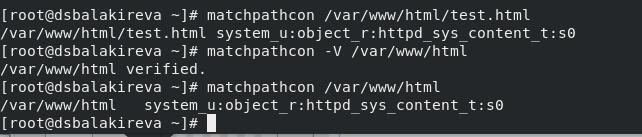 [root@dsbalakireva ~]# matchpathcon /var/www/html/test.html
/var/www/html/test.html system_u:object_r:httpd_sys_content_t:s0
[root@dsbalakireva ~]# matchpathcon -V /var/www/html
/var/www/html verified.
[root@dsbalakireva ~]# matchpathcon /var/www/html
/var/www/html   system_u:object_r:httpd_sys_content_t:s0
[root@dsbalakireva ~]#